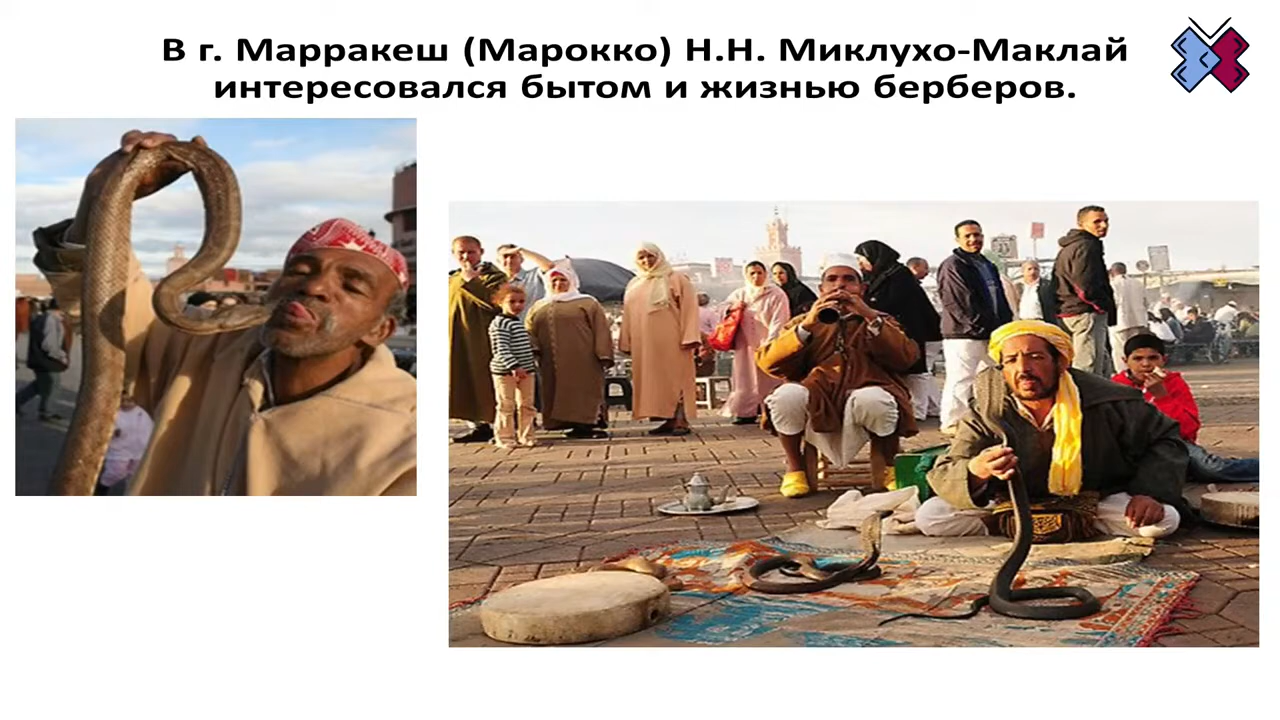 В г. Марракеш (Марокко) Н.Н. Миклухо-Маклай
интересовался бытом и жизнью берберов.